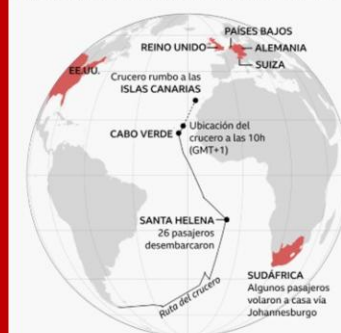 PAÍSES BAJOS
REINO UNIDO
ALEMANIA
SUIZA
EE.UU.
Crucero rumbo a las
ISLAS CANARIAS
CABO VERDE
Ubicación del
crucero a las 10h
(GMT+1)
SANTA HELENA
26 pasajeros
desembarcaron
Ruta del crucero
SUDÁFRICA
Algunos pasajeros
volaron a casa vía
Johannesburgo